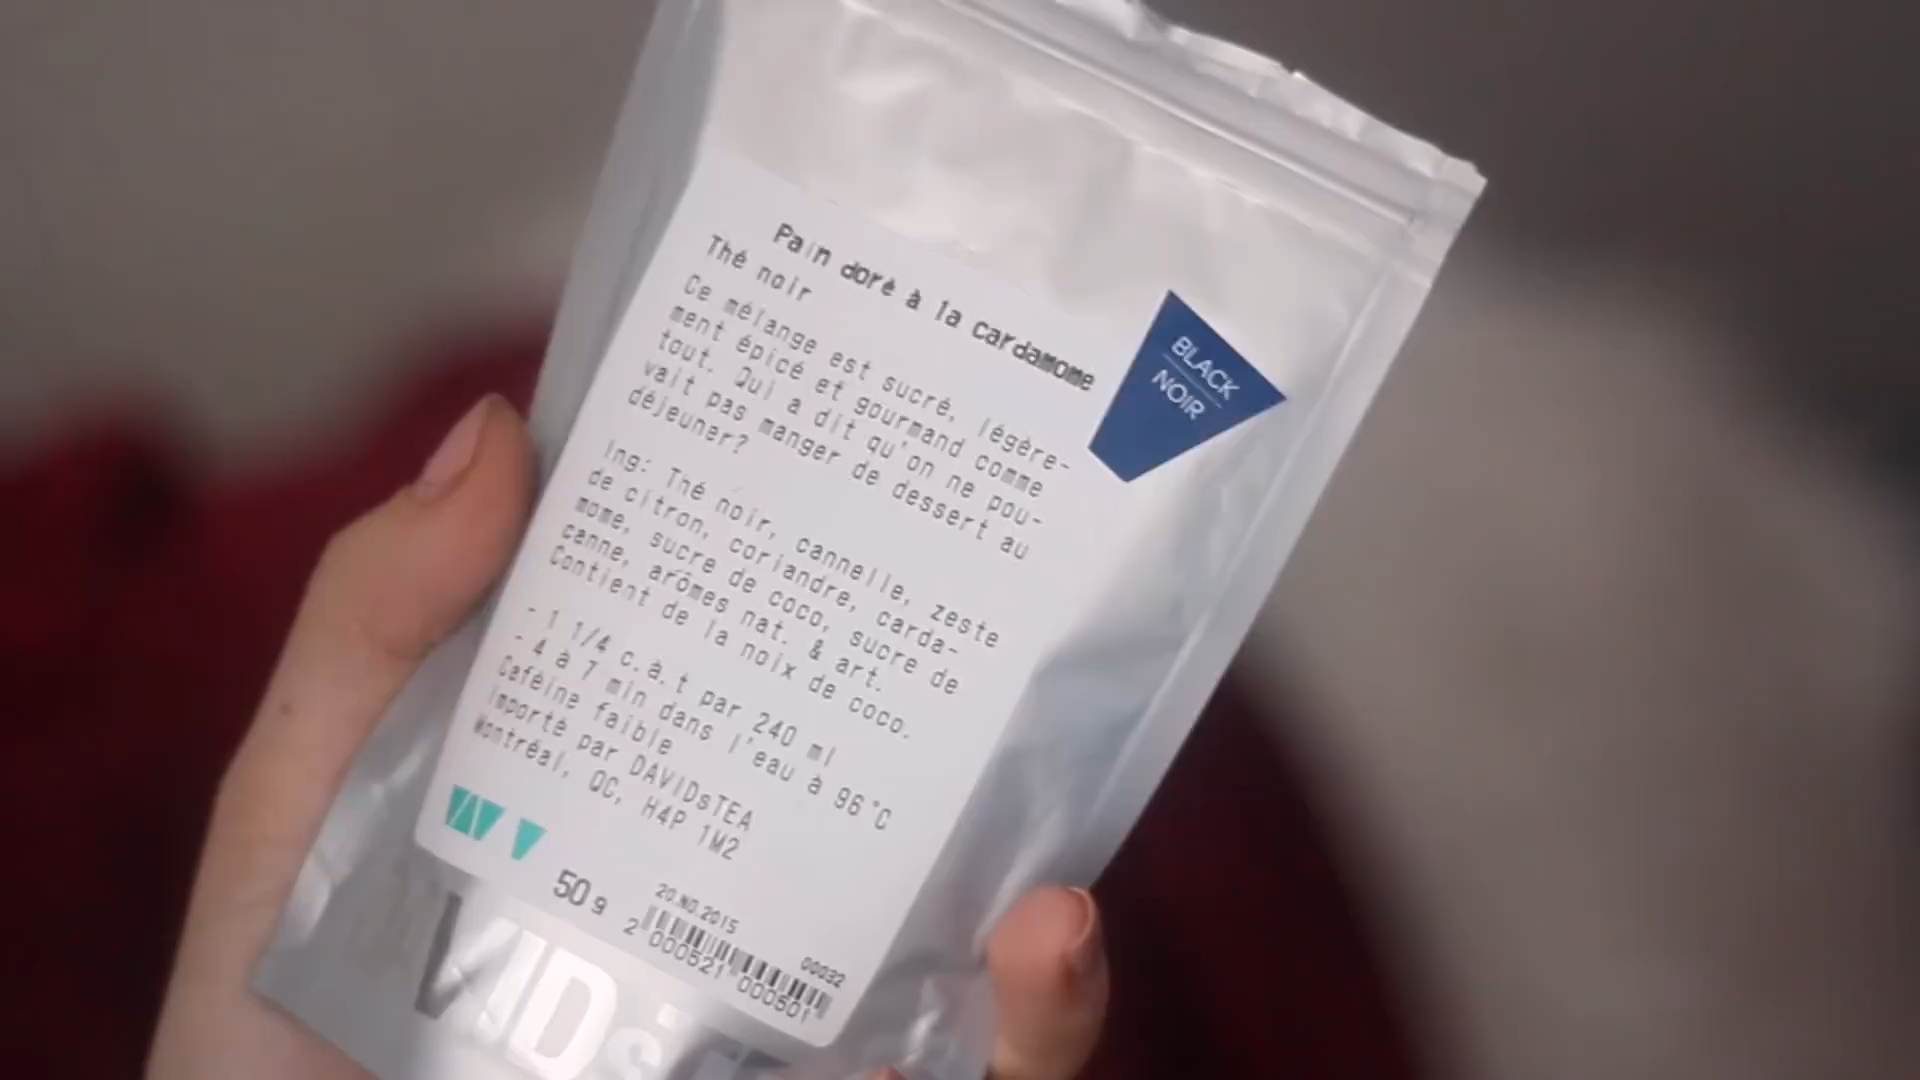 Pain doré à la cardamome
Thé noir
Ce mélange est sucré, légère-
ment épicé et gourmand comme
tout. Qui a dit qu'on ne pou-
vait pas manger de dessert au
déjeuner?
Ing: Thé noir, cannelle, zeste
de citron, coriandre, carda-
mome, sucre de coco, sucre de
canne, arômes nat. & art.
Contient de la noix de coco.
- 1 1/4 c.à.t par 240 ml
- 4 à 7 min dans l'eau à 96°C
Caféine faible
Importé par DAVIDsTEA
Montréal, QC, H4P 1M2
BLACK
NOIR
50 g
20.NO.2015
00032
2 000521 000501
VIDs